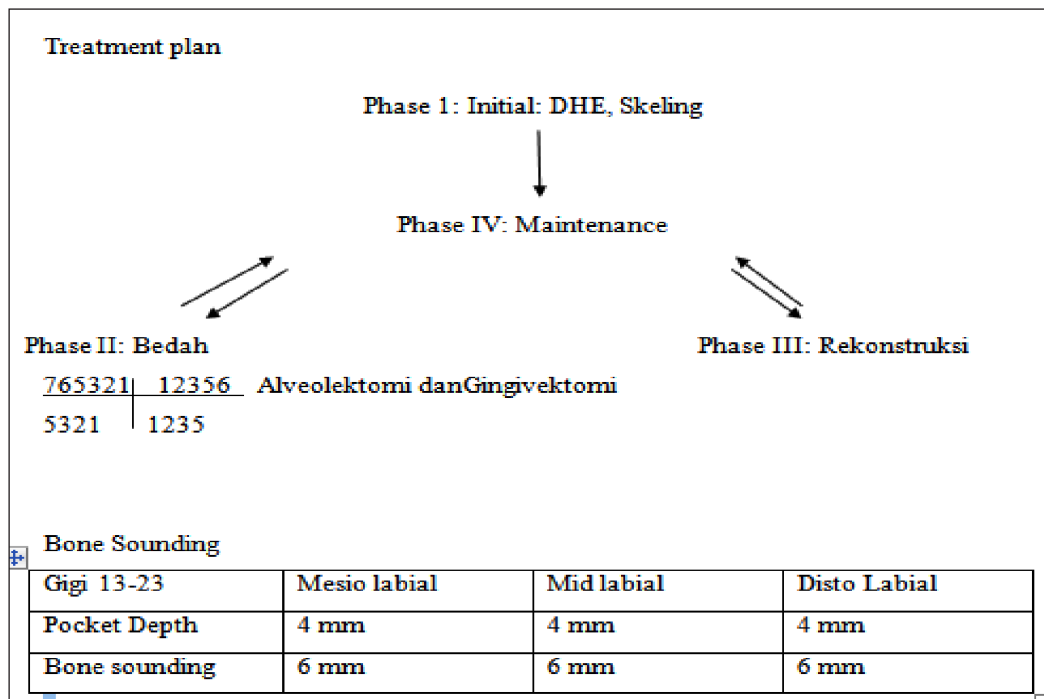 Treatment plan
Phase 1: Initial: DHE, Skeling
Phase IV: Maintenance
Phase II: Bedah
Phase III: Rekonstruksi
765321 12356 Alveolektomi danGingivektomi
5321 1235
Bone Sounding
Gigi 13-23 Mesio labial Mid labial Disto Labial
Pocket Depth 4 mm 4 mm 4 mm
Bone sounding 6 mm 6 mm 6 mm